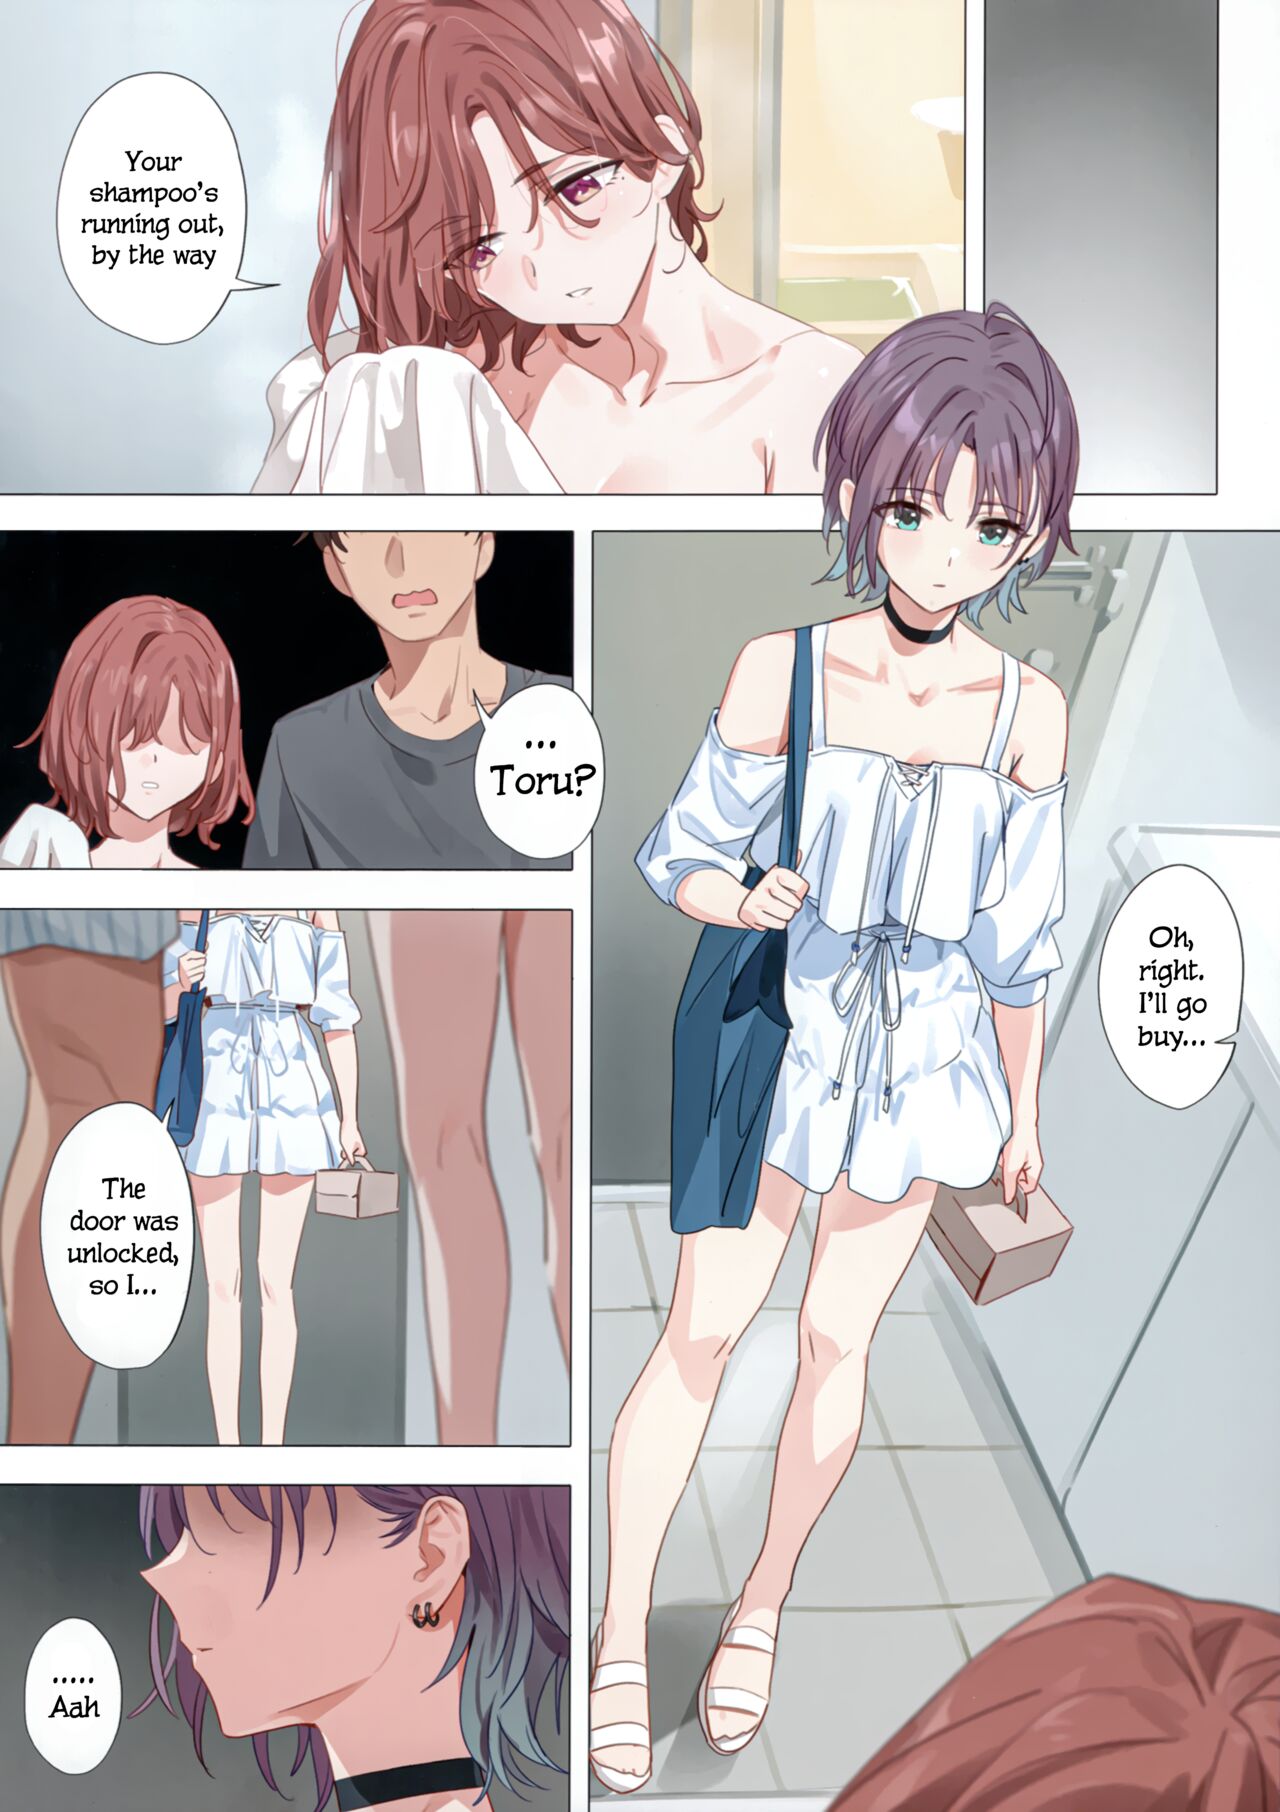 Your
shampoo's
running out,
by the way
Oh,
right.
I'll go
buy...
...
Toru?
The
door was
unlocked,
so I...
.....
Aah